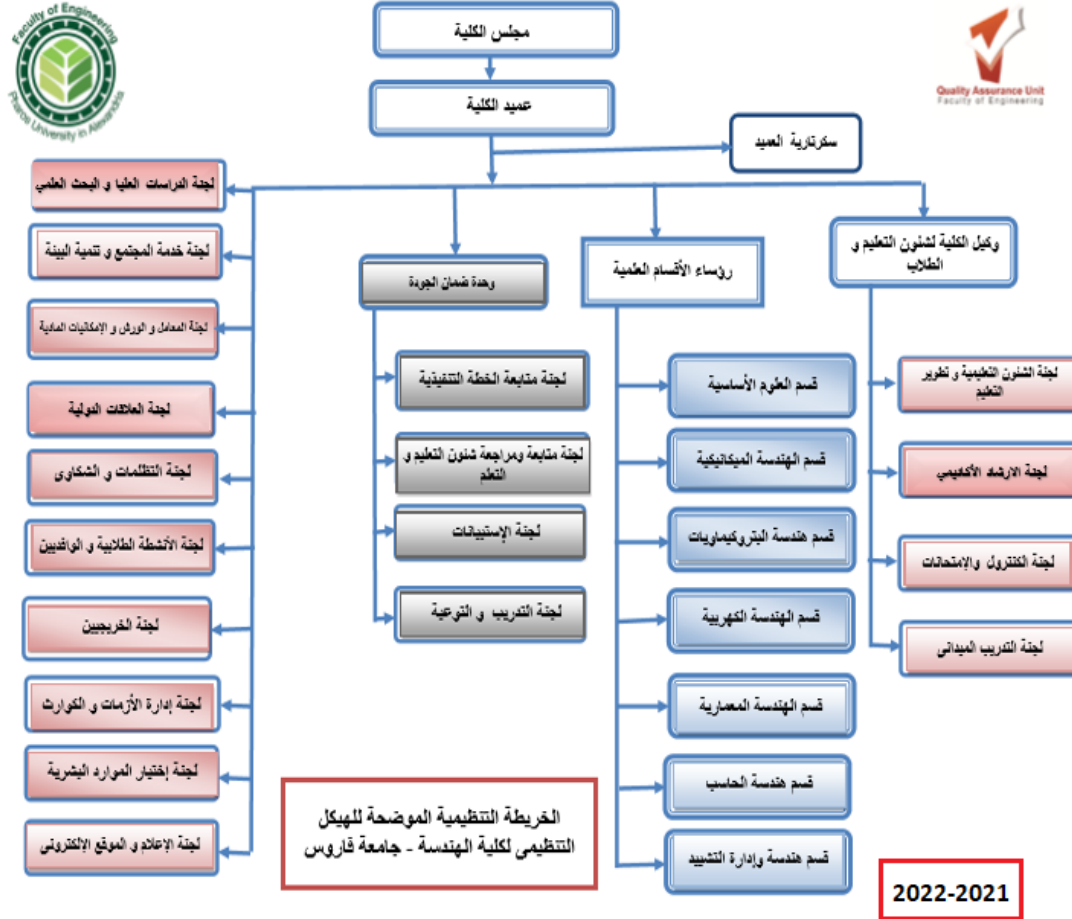 Faculty of Engineering
Pharos University in Alexandria
Quality Assurance Unit
Faculty of Engineering
مجلس الكلية
عميد الكلية
سكرتارية العميد
وكيل الكلية لشئون التعليم و
الطلاب
لجنة الشئون التعليمية و تطوير
التعليم
لجنة الارشاد الأكاديمي
لجنة الكنترول والإمتحانات
لجنة التدريب الميدانى
رؤساء الأقسام العلمية
قسم العلوم الأساسية
قسم الهندسة الميكانيكية
قسم هندسة البتروكيماويات
قسم الهندسة الكهربية
قسم الهندسة المعمارية
قسم هندسة الحاسب
قسم هندسة وإدارة التشييد
وحدة ضمان الجودة
لجنة متابعة الخطة التنفيذية
لجنة متابعة ومراجعة شئون التعليم و
التعلم
لجنة الإستبيانات
لجنة التدريب و التوعية
لجنة الدراسات العليا و البحث العلمي
لجنة خدمة المجتمع و تنمية البيئة
لجنة المعامل و الورش و الإمكانيات المادية
لجنة العلاقات الدولية
لجنة التظلمات و الشكاوى
لجنة الأنشطة الطلابية و الوافدين
لجنة الخريجين
لجنة إدارة الأزمات و الكوارث
لجنة إختيار الموارد البشرية
لجنة الإعلام و الموقع الإلكترونى
الخريطة التنظيمية الموضحة للهيكل
التنظيمى لكلية الهندسة - جامعة فاروس
2022-2021